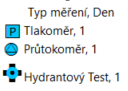 Typ měření, Den
P Tlakoměr, 1
Průtokoměr, 1
Hydrantový Test, 1